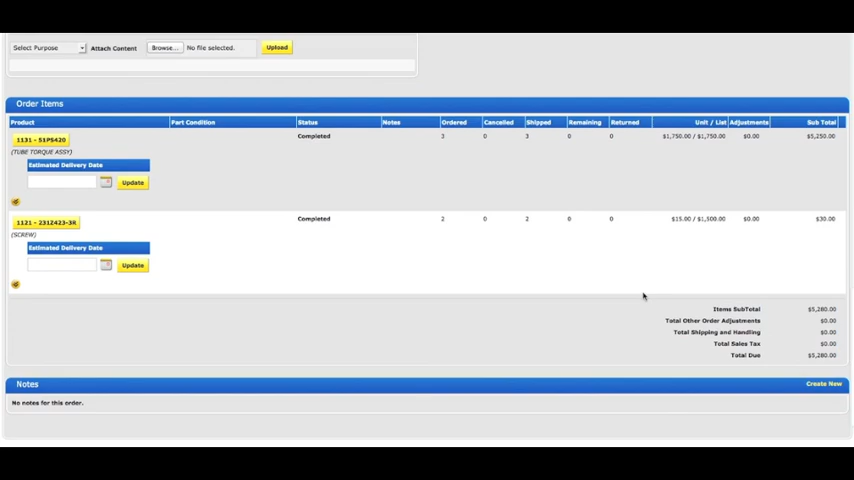 Select Purpose Attach Content Browse... No file selected. Upload
Order Items
Product Part Condition Status Notes Ordered Cancelled Shipped Remaining Returned Unit / List Adjustments Sub Total
1131 - 51P5420 Completed 3 0 3 0 0 $1,750.00 / $1,750.00 $0.00 $5,250.00
(TUBE TORQUE ASSY)
Estimated Delivery Date
Update
1121 - 231Z423-3R Completed 2 0 2 0 0 $15.00 / $1,500.00 $0.00 $30.00
(SCREW)
Estimated Delivery Date
Update
Items SubTotal $5,280.00
Total Other Order Adjustments $0.00
Total Shipping and Handling $0.00
Total Sales Tax $0.00
Total Due $5,280.00
Notes Create New
No notes for this order.